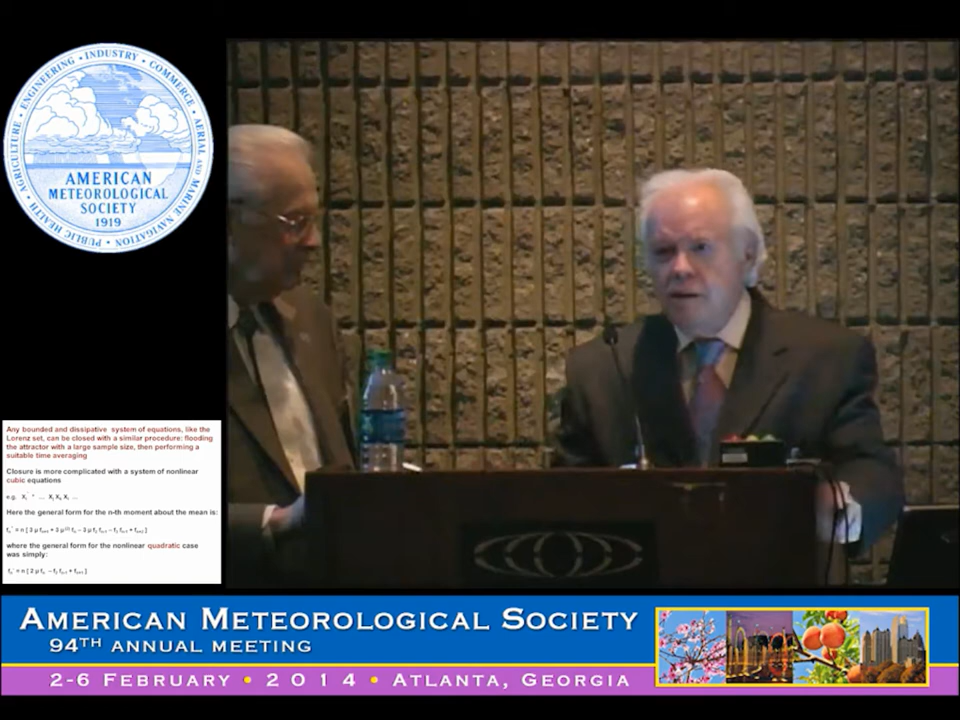 ENGINEERING • INDUSTRY • COMMERCE • AERIAL AND MARINE NAVIGATION • PUBLIC HEALTH • AGRICULTURE •
AMERICAN
METEOROLOGICAL
SOCIETY
1919
Any bounded and dissipative system of equations, like the
Lorenz set, can be closed with a similar procedure: flooding
the attractor with a large sample size, then performing a
suitable time averaging
Closure is more complicated with a system of nonlinear
cubic equations
e.g.
Here the general form for the n-th moment about the mean is:
where the general form for the nonlinear quadratic case
was simply:
AMERICAN METEOROLOGICAL SOCIETY
94TH ANNUAL MEETING
2-6 FEBRUARY • 2014 • ATLANTA, GEORGIA